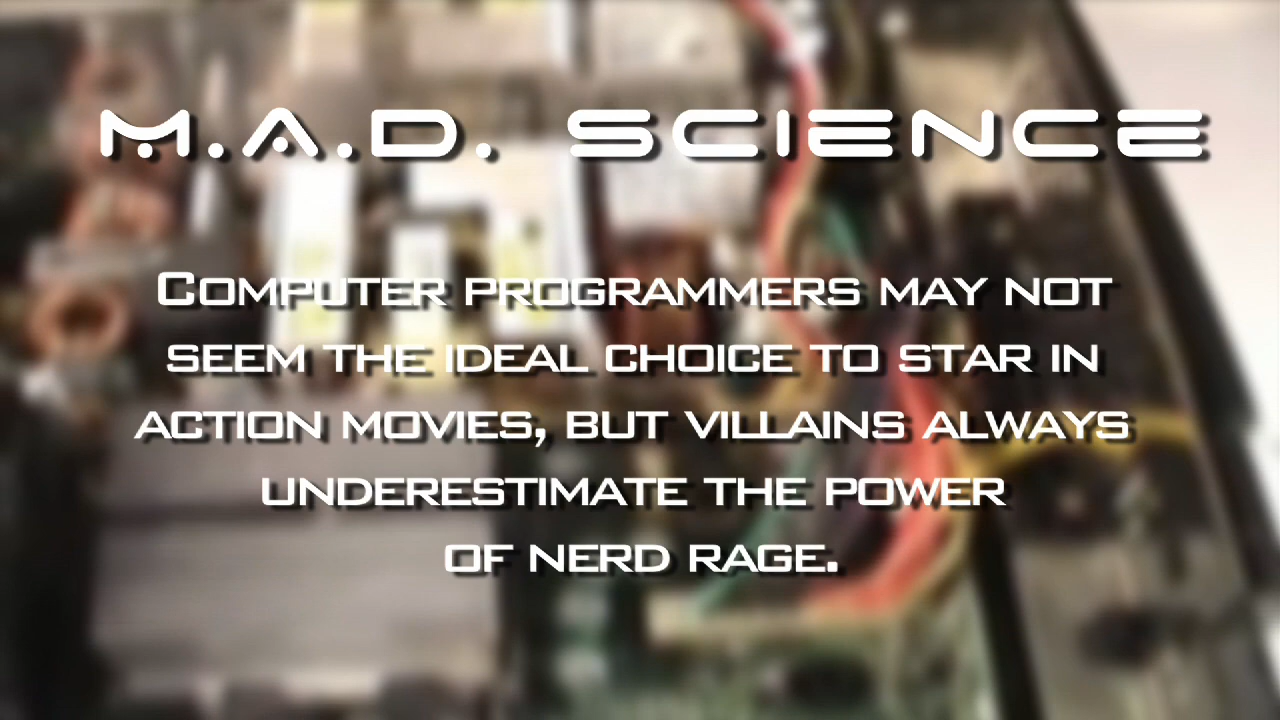 M.A.D. SCIENCE
COMPUTER PROGRAMMERS MAY NOT
SEEM THE IDEAL CHOICE TO STAR IN
ACTION MOVIES, BUT VILLAINS ALWAYS
UNDERESTIMATE THE POWER
OF NERD RAGE.